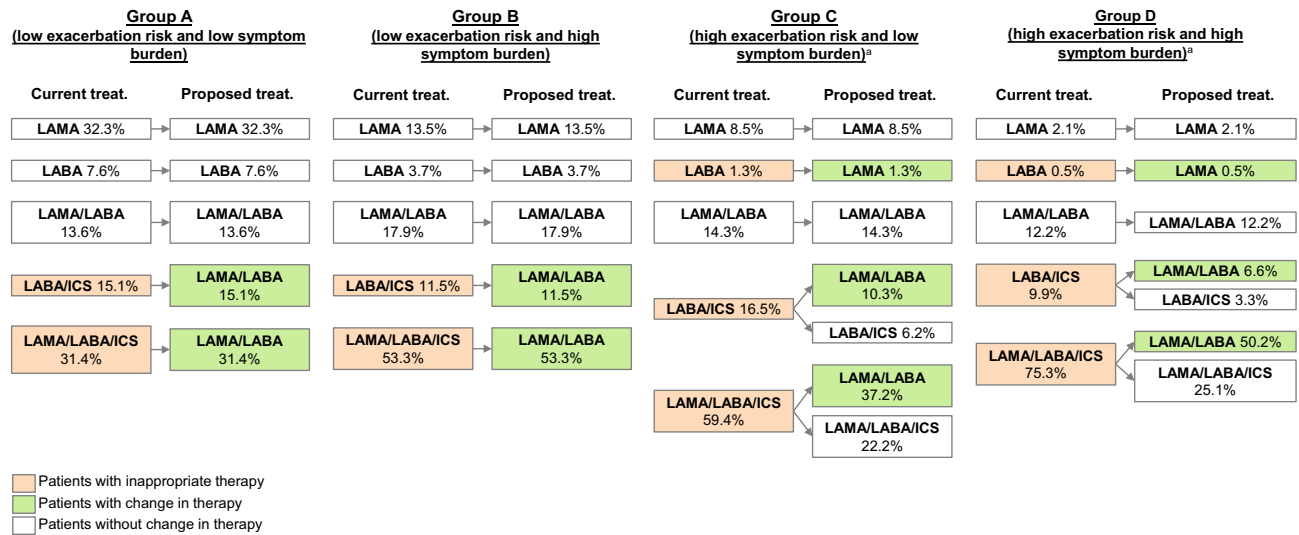 Group A
(low exacerbation risk and low symptom
burden)
Current treat.
Proposed treat.
LAMA 32.3%
LAMA 32.3%
LABA 7.6%
LABA 7.6%
LAMA/LABA
13.6%
LAMA/LABA
13.6%
LABA/ICS 15.1%
LAMA/LABA
15.1%
LAMA/LABA/ICS
31.4%
LAMA/LABA
31.4%
Group B
(low exacerbation risk and high
symptom burden)
Current treat.
Proposed treat.
LAMA 13.5%
LAMA 13.5%
LABA 3.7%
LABA 3.7%
LAMA/LABA
17.9%
LAMA/LABA
17.9%
LABA/ICS 11.5%
LAMA/LABA
11.5%
LAMA/LABA/ICS
53.3%
LAMA/LABA
53.3%
Group C
(high exacerbation risk and low
symptom burden)a
Current treat.
Proposed treat.
LAMA 8.5%
LAMA 8.5%
LABA 1.3%
LAMA 1.3%
LAMA/LABA
14.3%
LAMA/LABA
14.3%
LABA/ICS 16.5%
LAMA/LABA
10.3%
LABA/ICS 6.2%
LAMA/LABA/ICS
59.4%
LAMA/LABA
37.2%
LAMA/LABA/ICS
22.2%
Group D
(high exacerbation risk and high
symptom burden)a
Current treat.
Proposed treat.
LAMA 2.1%
LAMA 2.1%
LABA 0.5%
LAMA 0.5%
LAMA/LABA
12.2%
LAMA/LABA 12.2%
LABA/ICS
9.9%
LAMA/LABA 6.6%
LABA/ICS 3.3%
LAMA/LABA/ICS
75.3%
LAMA/LABA 50.2%
LAMA/LABA/ICS
25.1%
Patients with inappropriate therapy
Patients with change in therapy
Patients without change in therapy